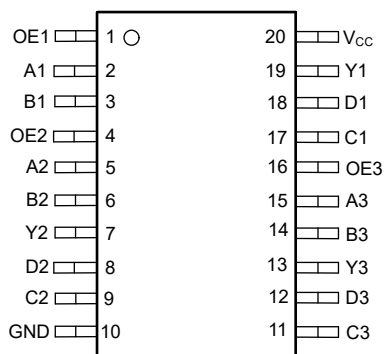 OE1 1 20 VCC
A1 2 19 Y1
B1 3 18 D1
OE2 4 17 C1
A2 5 16 OE3
B2 6 15 A3
Y2 7 14 B3
D2 8 13 Y3
C2 9 12 D3
GND 10 11 C3